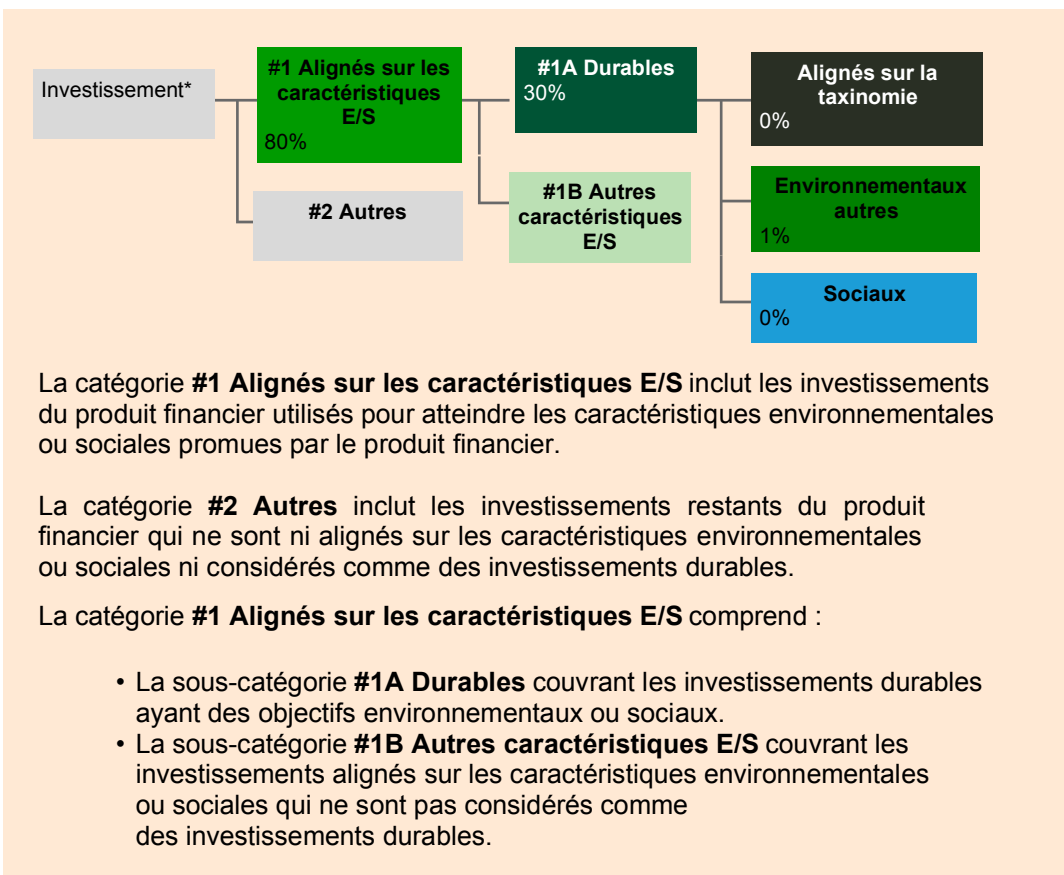 Investissement*
#1 Alignés sur les
caractéristiques
E/S
80%
#2 Autres
#1A Durables
30%
#1B Autres
caractéristiques
E/S
Alignés sur la
taxinomie
0%
Environnementaux
autres
1%
Sociaux
0%
La catégorie #1 Alignés sur les caractéristiques E/S inclut les investissements
du produit financier utilisés pour atteindre les caractéristiques environnementales
ou sociales promues par le produit financier.
La catégorie #2 Autres inclut les investissements restants du produit
financier qui ne sont ni alignés sur les caractéristiques environnementales
ou sociales ni considérés comme des investissements durables.
La catégorie #1 Alignés sur les caractéristiques E/S comprend :
• La sous-catégorie #1A Durables couvrant les investissements durables
ayant des objectifs environnementaux ou sociaux.
• La sous-catégorie #1B Autres caractéristiques E/S couvrant les
investissements alignés sur les caractéristiques environnementales
ou sociales qui ne sont pas considérés comme
des investissements durables.